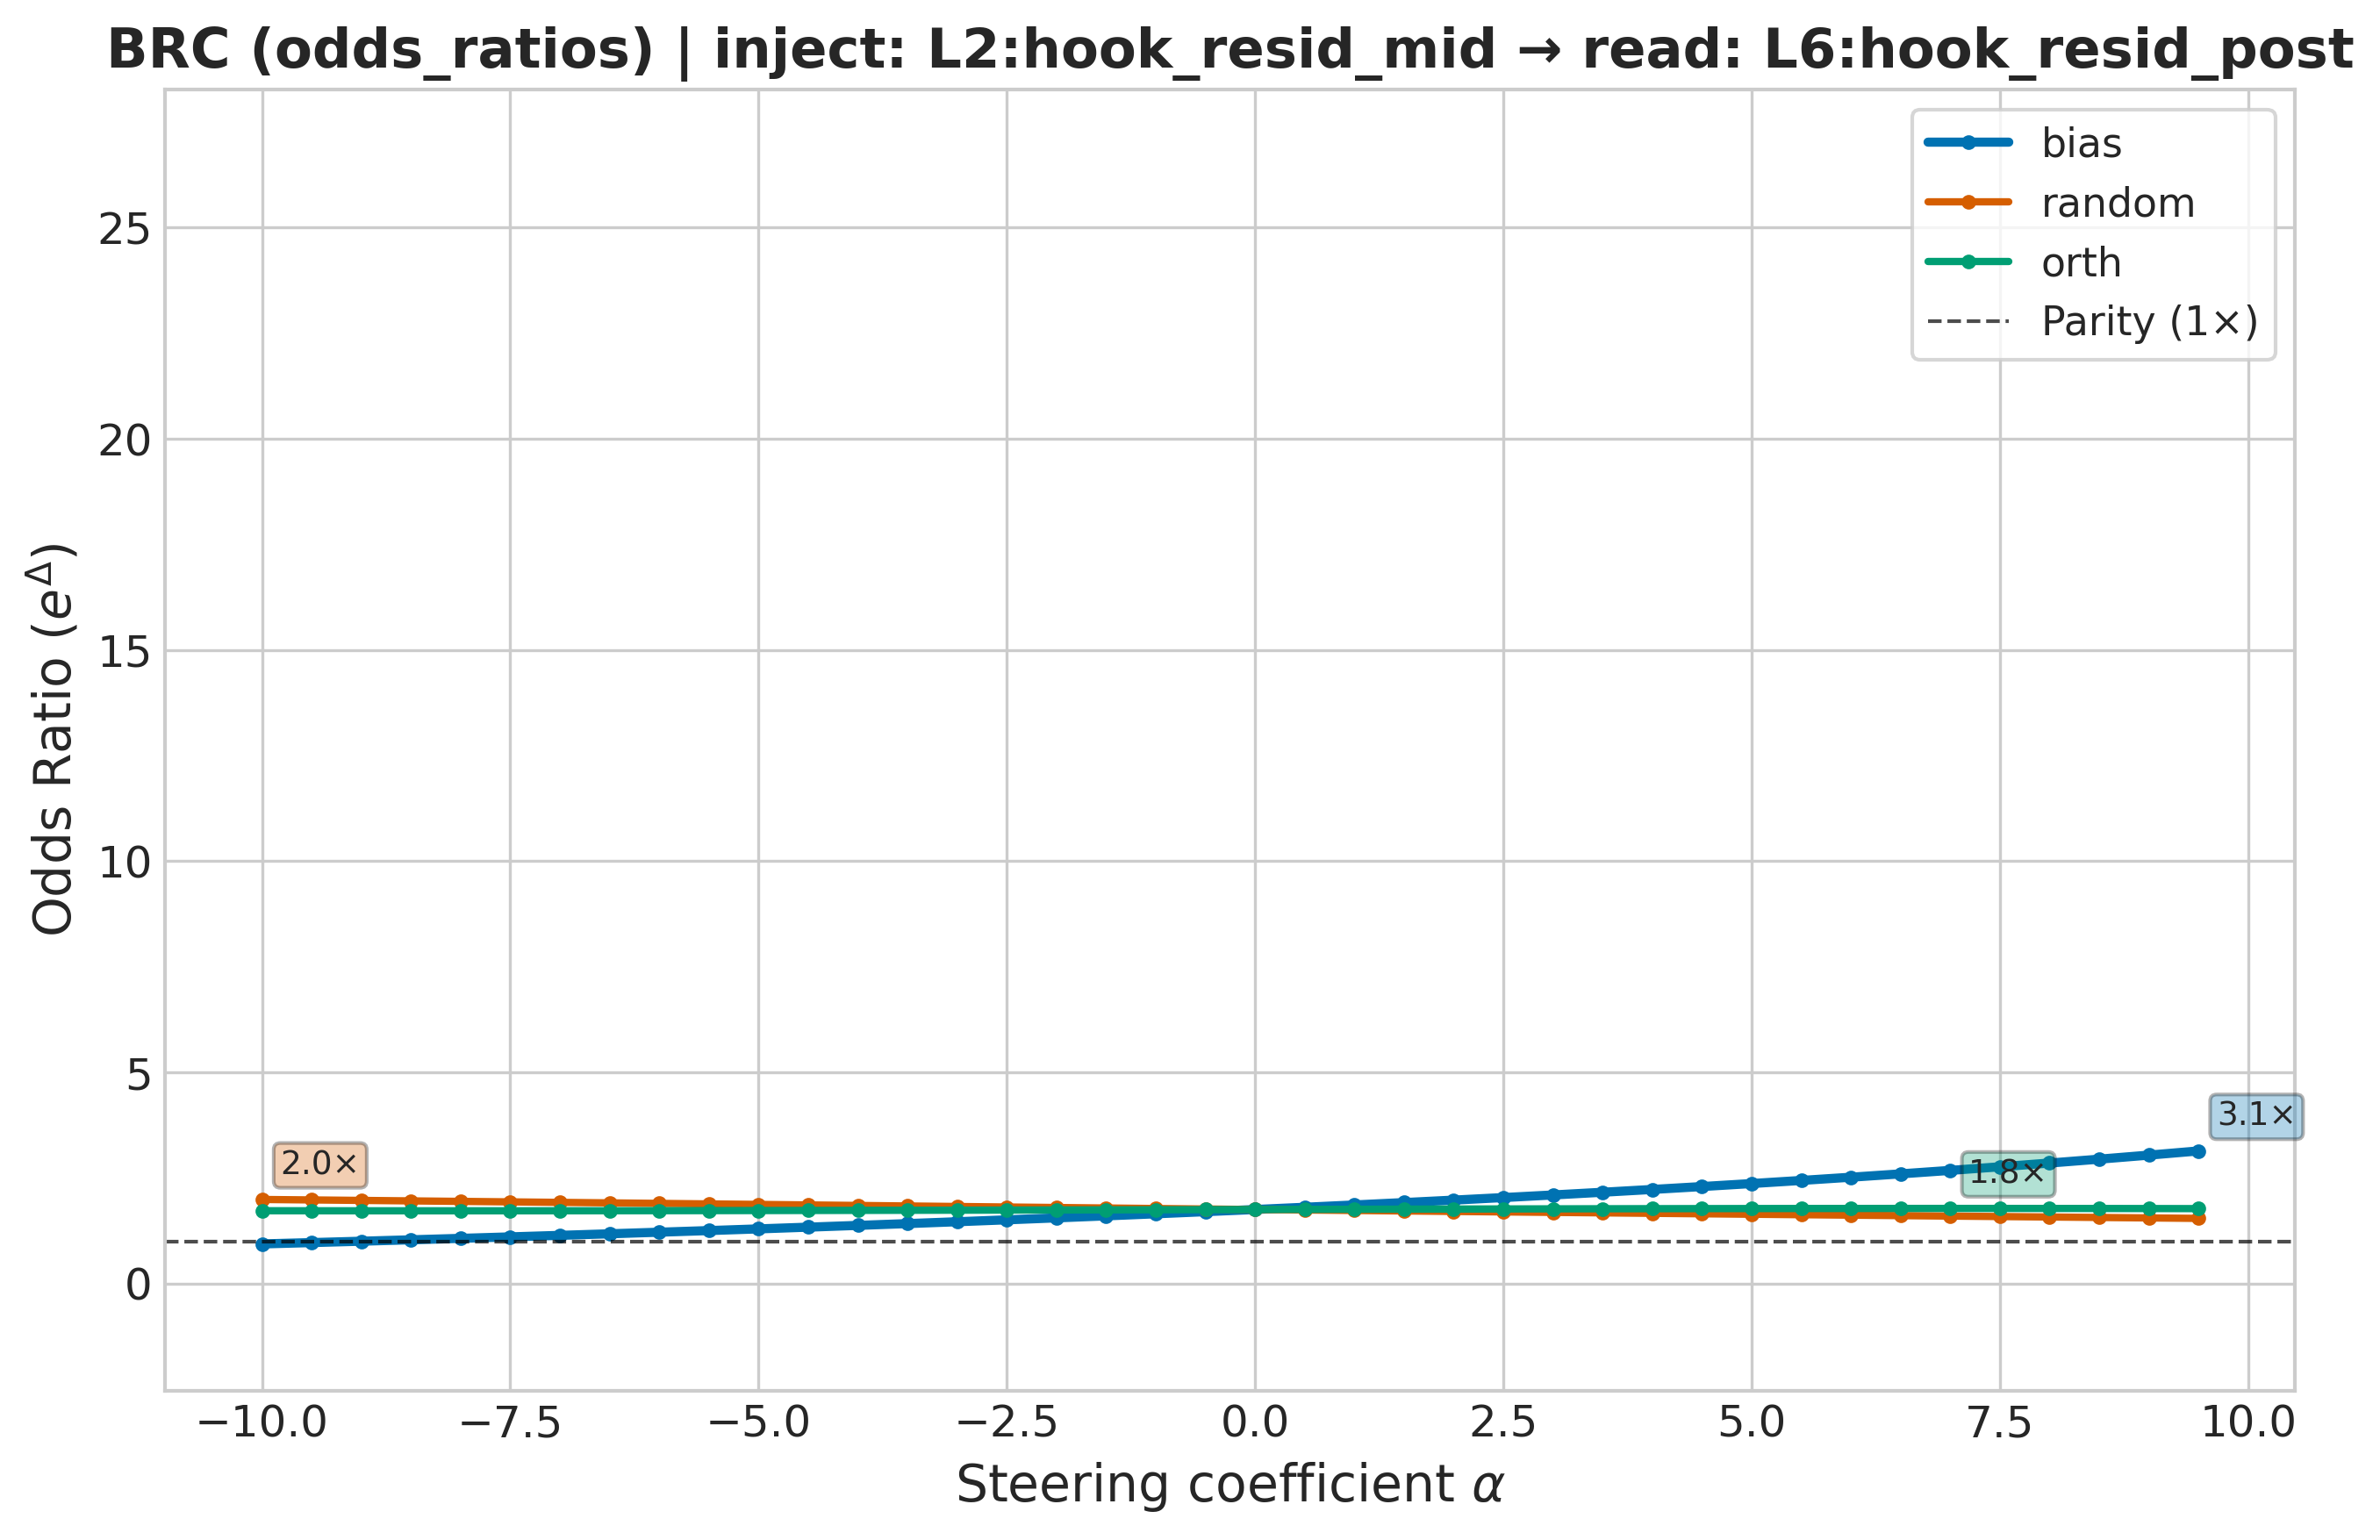 BRC (odds_ratios) | inject: L2:hook_resid_mid → read: L6:hook_resid_post
bias
random
orth
Parity (1×)
25
20
15
10
5
0
Odds Ratio (e^Δ)
2.0×
1.8×
3.1×
−10.0 −7.5 −5.0 −2.5 0.0 2.5 5.0 7.5 10.0
Steering coefficient α